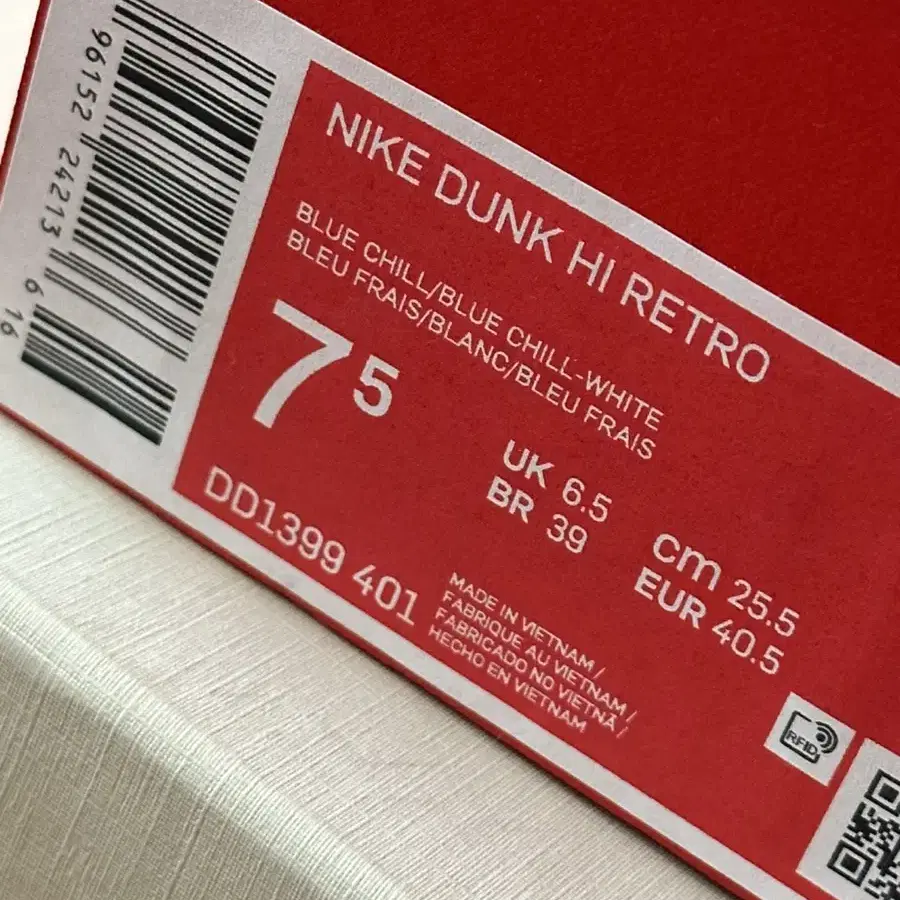 96152 24213 6
16
NIKE DUNK HI RETRO
BLUE CHILL/BLUE CHILL-WHITE
BLEU FRAIS/BLANC/BLEU FRAIS
7 5
UK 6.5
BR 39
cm 25.5
EUR 40.5
DD1399 401
MADE IN VIETNAM /
FABRIQUE AU VIETNAM /
FABRICADO NO VIETNÃ /
HECHO EN VIETNAM
RFID